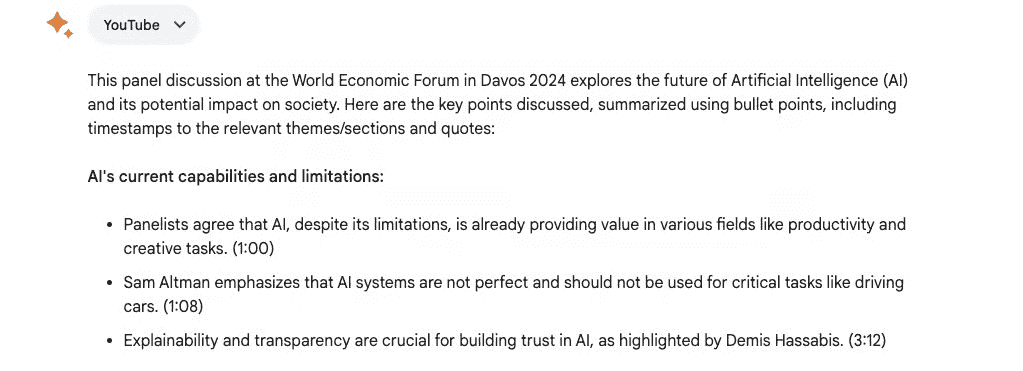 YouTube
This panel discussion at the World Economic Forum in Davos 2024 explores the future of Artificial Intelligence (AI)
and its potential impact on society. Here are the key points discussed, summarized using bullet points, including
timestamps to the relevant themes/sections and quotes:
AI's current capabilities and limitations:
• Panelists agree that AI, despite its limitations, is already providing value in various fields like productivity and
creative tasks. (1:00)
• Sam Altman emphasizes that AI systems are not perfect and should not be used for critical tasks like driving
cars. (1:08)
• Explainability and transparency are crucial for building trust in AI, as highlighted by Demis Hassabis. (3:12)